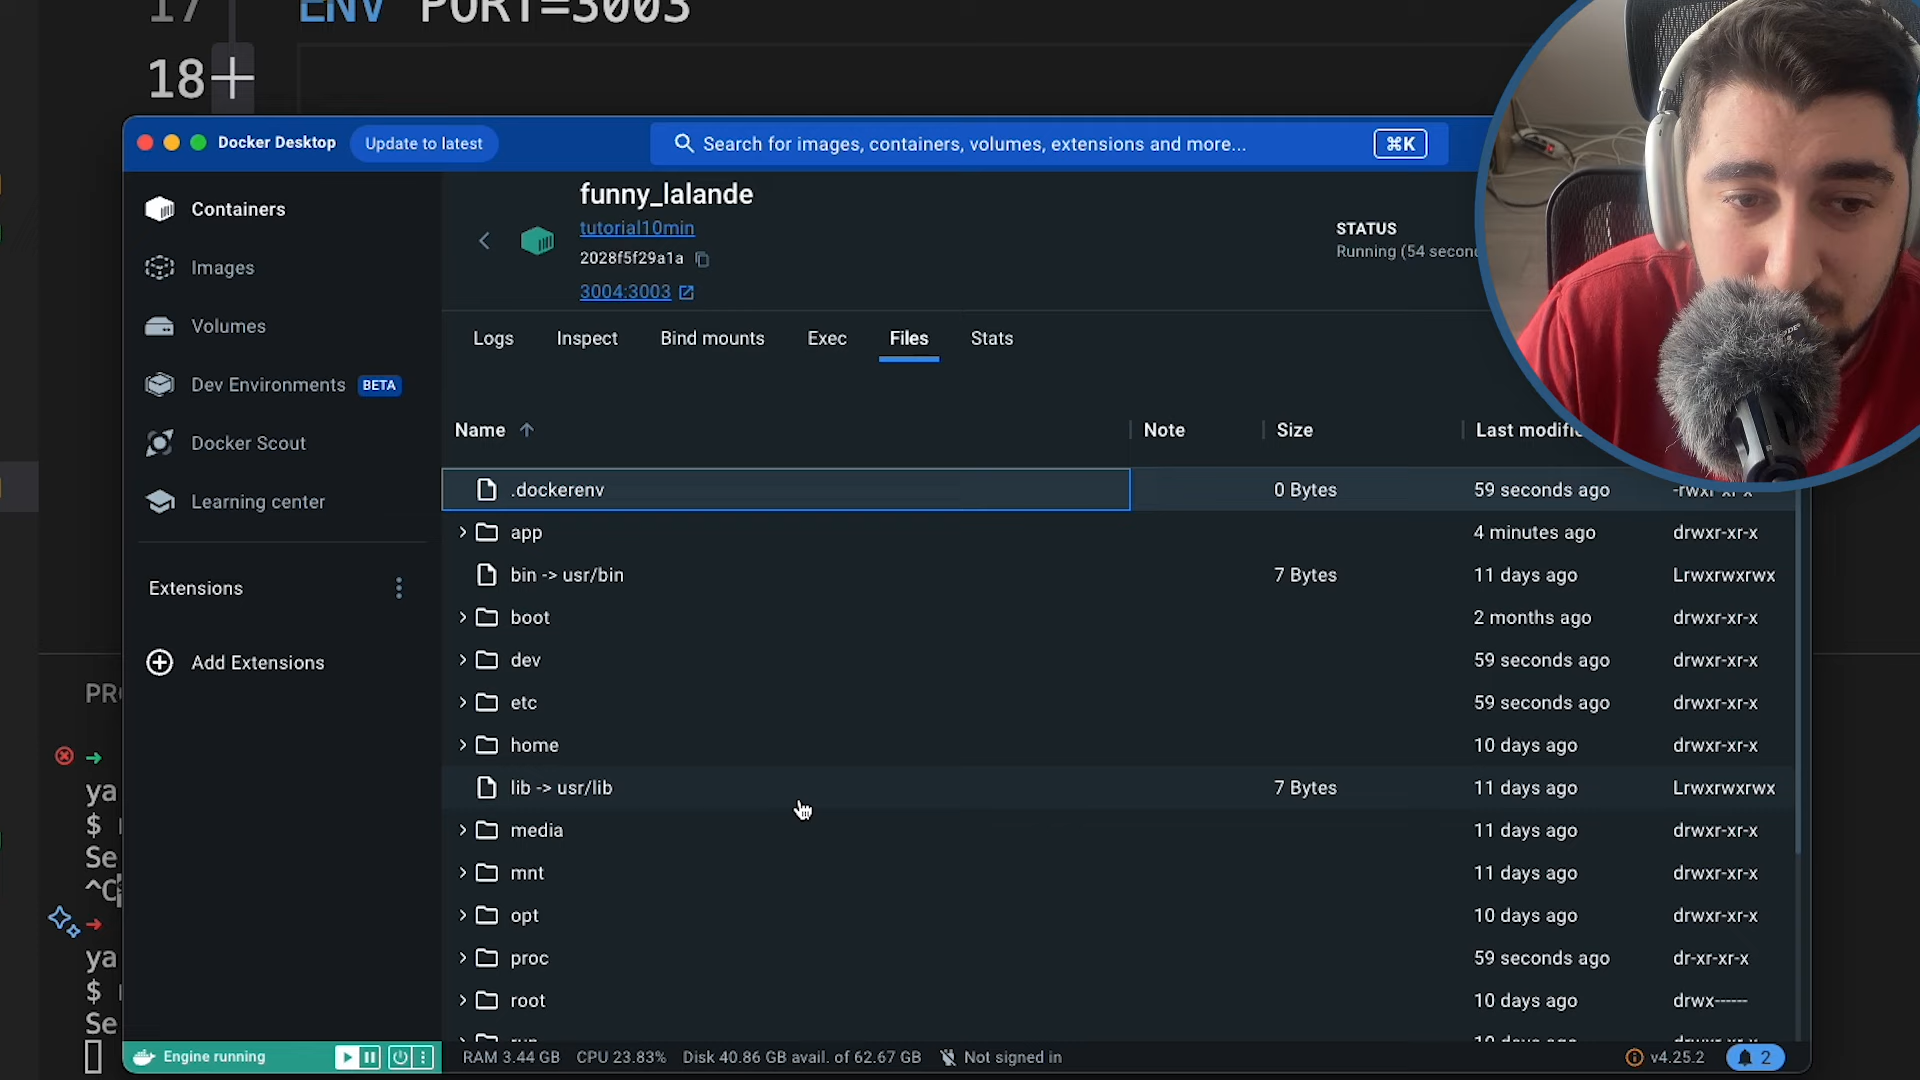 17 ENV PORT=3003
18
Docker Desktop Update to latest Search for images, containers, volumes, extensions and more... ⌘K
Containers
Images
Volumes
Dev Environments BETA
Docker Scout
Learning center
Extensions
Add Extensions
funny_lalande
tutorial10min
2028f5f29a1a
3004:3003
STATUS
Running (54 secon
Logs Inspect Bind mounts Exec Files Stats
Name Note Size Last modifie
.dockerenv 0 Bytes 59 seconds ago -rwxr-xr-x
app 4 minutes ago drwxr-xr-x
bin -> usr/bin 7 Bytes 11 days ago Lrwxrwxrwx
boot 2 months ago drwxr-xr-x
dev 59 seconds ago drwxr-xr-x
etc 59 seconds ago drwxr-xr-x
home 10 days ago drwxr-xr-x
lib -> usr/lib 7 Bytes 11 days ago Lrwxrwxrwx
media 11 days ago drwxr-xr-x
mnt 11 days ago drwxr-xr-x
opt 10 days ago drwxr-xr-x
proc 59 seconds ago dr-xr-xr-x
root 10 days ago drwx------
PR
ya
$
Se
^C
ya
$
Se
Engine running RAM 3.44 GB CPU 23.83% Disk 40.86 GB avail. of 62.67 GB Not signed in v4.25.2 2